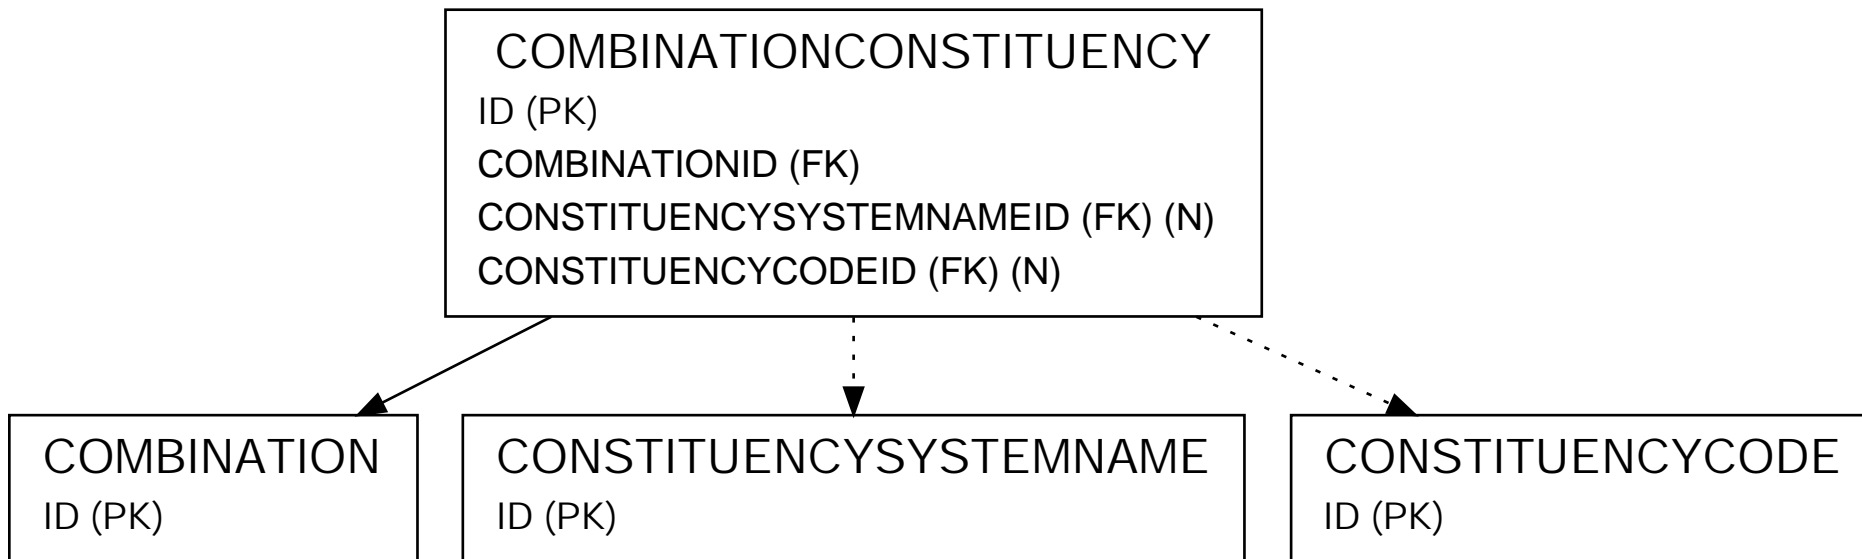 COMBINATIONCONSTITUENCY
ID (PK)
COMBINATIONID (FK)
CONSTITUENCYSYSTEMNAMEID (FK) (N)
CONSTITUENCYCODEID (FK) (N)
COMBINATION
ID (PK)
CONSTITUENCYSYSTEMNAME
ID (PK)
CONSTITUENCYCODE
ID (PK)